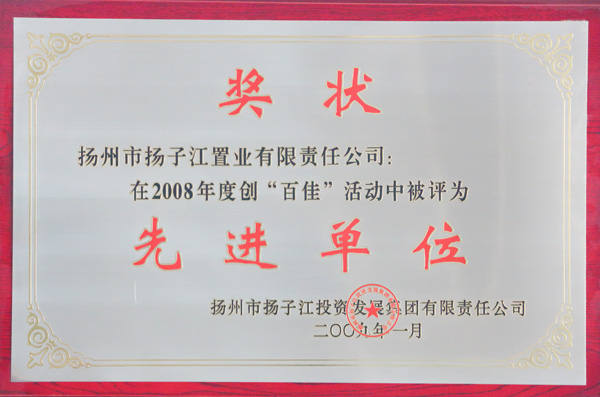 奖状
扬州市扬子江置业有限责任公司：
在2008年度创“百佳”活动中被评为
先进单位
扬州市扬子江投资发展集团有限责任公司
二〇〇九年一月